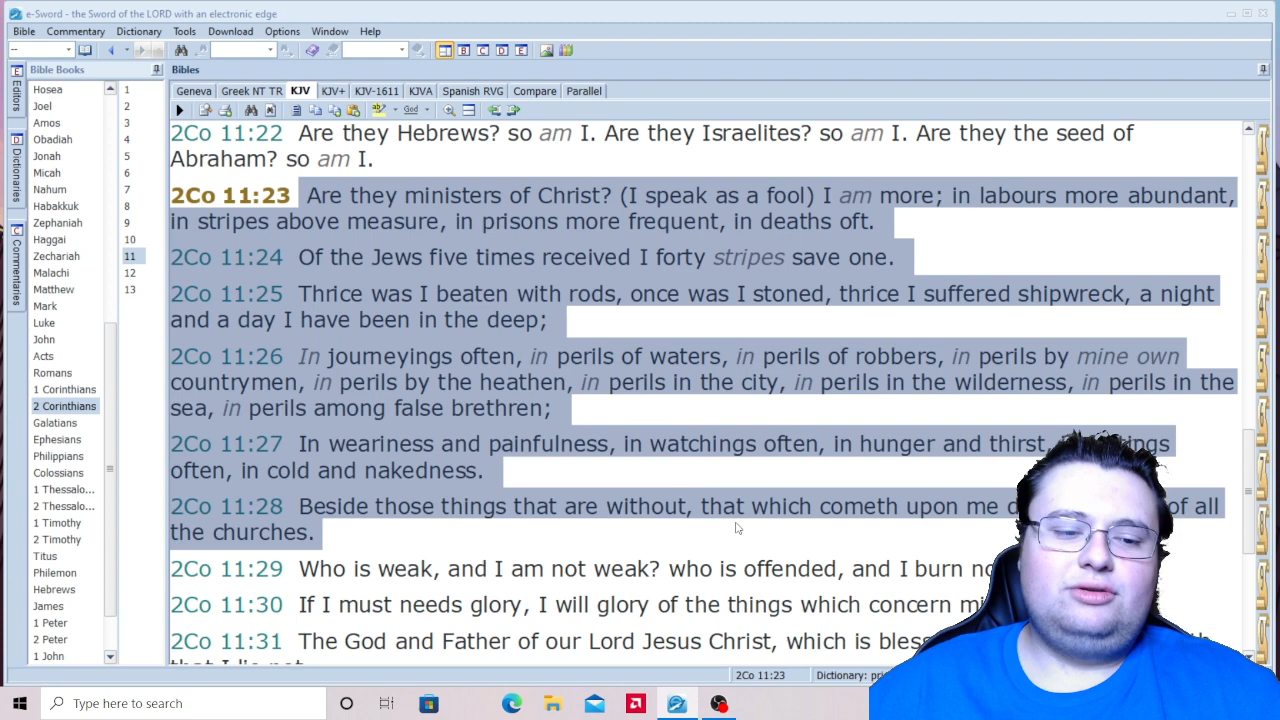 e-Sword - the Sword of the LORD with an electronic edge
Bible Commentary Dictionary Tools Download Options Window Help
--
B C D E
Bible Books
Bibles
Editors
Dictionaries
Commentaries
Geneva Greek NT TR KJV KJV+ KJV-1611 KJVA Spanish RVG Compare Parallel
God
Hosea
Joel
Amos
Obadiah
Jonah
Micah
Nahum
Habakkuk
Zephaniah
Haggai
Zechariah
Malachi
Matthew
Mark
Luke
John
Acts
Romans
1 Corinthians
2 Corinthians
Galatians
Ephesians
Philippians
Colossians
1 Thessalo...
2 Thessalo...
1 Timothy
2 Timothy
Titus
Philemon
Hebrews
James
1 Peter
2 Peter
1 John
1
2
3
4
5
6
7
8
9
10
11
12
13
2Co 11:22 Are they Hebrews? so am I. Are they Israelites? so am I. Are they the seed of
Abraham? so am I.
2Co 11:23 Are they ministers of Christ? (I speak as a fool) I am more; in labours more abundant,
in stripes above measure, in prisons more frequent, in deaths oft.
2Co 11:24 Of the Jews five times received I forty stripes save one.
2Co 11:25 Thrice was I beaten with rods, once was I stoned, thrice I suffered shipwreck, a night
and a day I have been in the deep;
2Co 11:26 In journeyings often, in perils of waters, in perils of robbers, in perils by mine own
countrymen, in perils by the heathen, in perils in the city, in perils in the wilderness, in perils in the
sea, in perils among false brethren;
2Co 11:27 In weariness and painfulness, in watchings often, in hunger and thirst,
often, in cold and nakedness.
2Co 11:28 Beside those things that are without, that which cometh upon me of all
the churches.
2Co 11:29 Who is weak, and I am not weak? who is offended, and I burn
2Co 11:30 If I must needs glory, I will glory of the things which concern
2Co 11:31 The God and Father of our Lord Jesus Christ, which is
that I lie not
2Co 11:23 Dictionary:
Type here to search